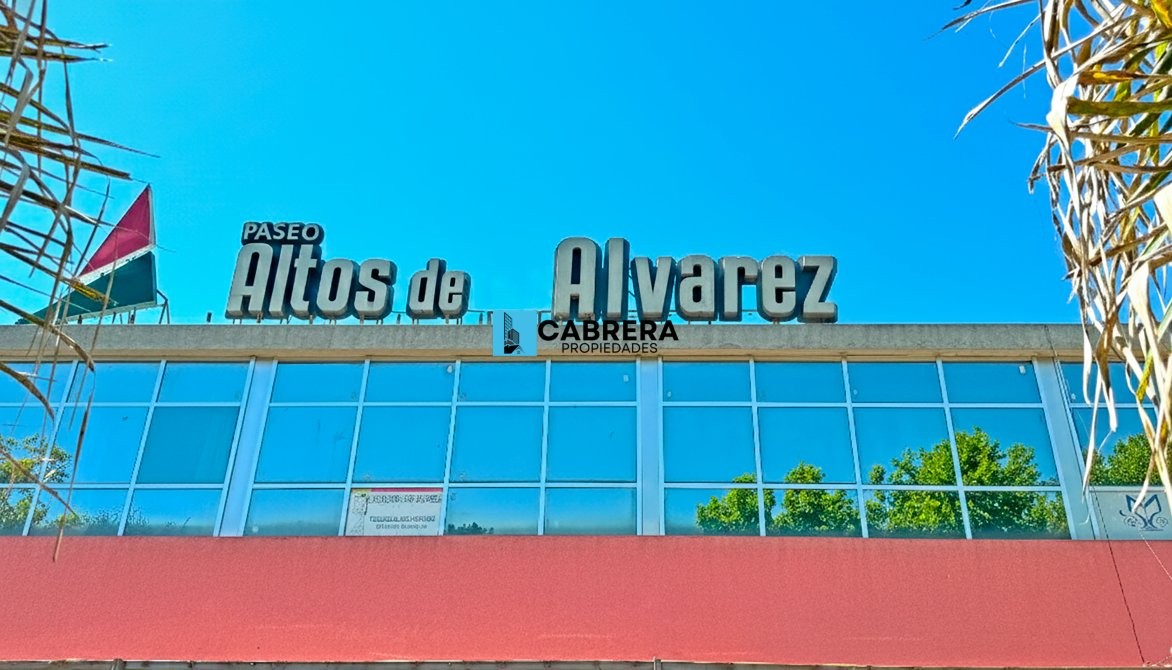 PASEO
Altos de Alvarez
CABRERA
PROPIEDADES